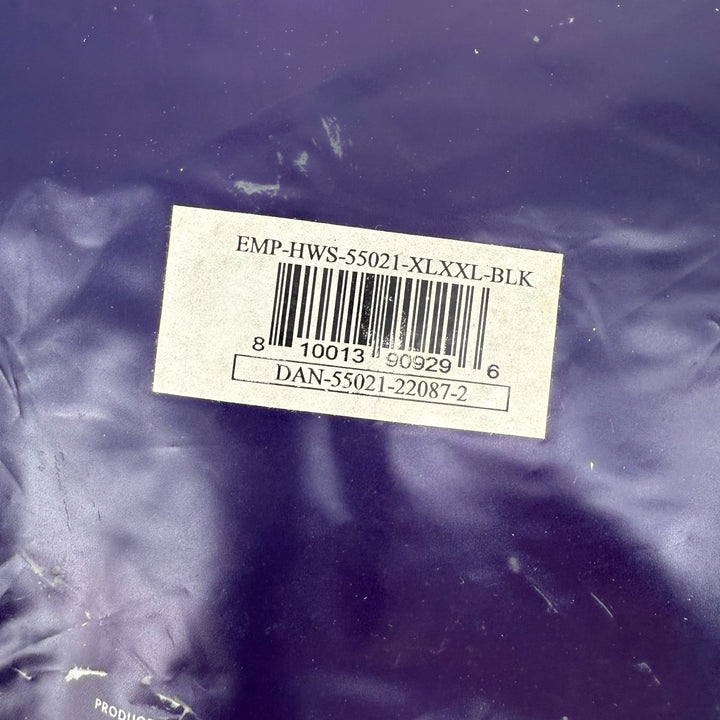 EMP-HWS-55021-XLXXL-BLK
8 10013 90929 6
DAN-55021-22087-2